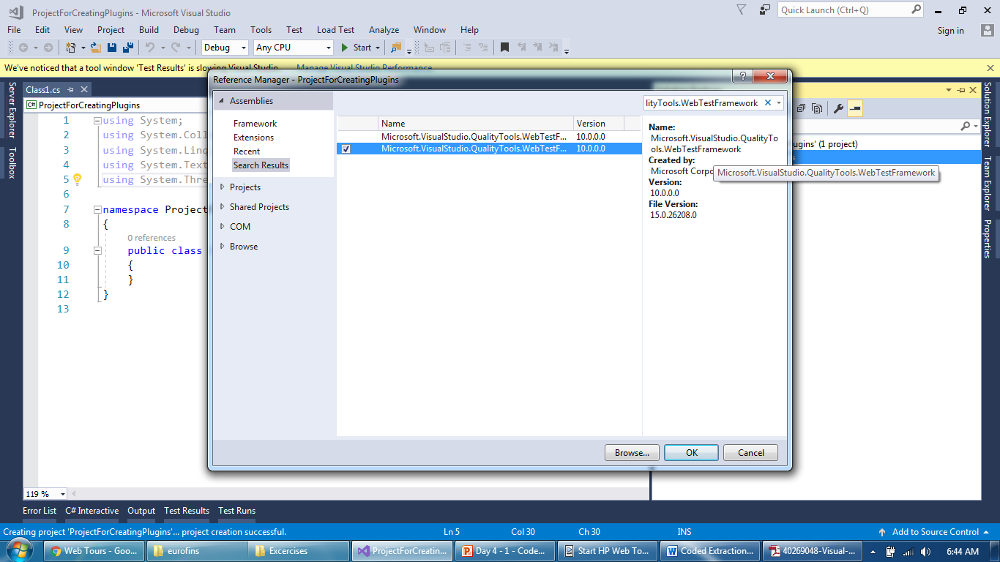 ProjectForCreatingPlugins - Microsoft Visual Studio
Quick Launch (Ctrl+Q)
File Edit View Project Build Debug Team Tools Test Load Test Analyze Window Help
Sign in
Debug Any CPU Start
We've noticed that a tool window 'Test Results' is slowing Visual Studio. Manage Visual Studio Performance
Server Explorer
Toolbox
Class1.cs
C# ProjectForCreatingPlugins
1 using System;
2 using System.Coll
3 using System.Linq
4 using System.Text
5 using System.Thre
6
7 namespace Project
8 {
0 references
9 public class
10 {
11 }
12 }
13
Reference Manager - ProjectForCreatingPlugins
Assemblies
Framework
Extensions
Recent
Search Results
Projects
Shared Projects
COM
Browse
Name Version
Microsoft.VisualStudio.QualityTools.WebTestF... 10.0.0.0
Microsoft.VisualStudio.QualityTools.WebTestF... 10.0.0.0
lityTools.WebTestFramework
Name:
Microsoft.VisualStudio.QualityTo
ols.WebTestFramework
Created by:
Microsoft Corpo
Version:
10.0.0.0
File Version:
15.0.26208.0
Microsoft.VisualStudio.QualityTools.WebTestFramework
Browse... OK Cancel
ugins' (1 project)
s
Solution Explorer
Team Explorer
Properties
119 %
Error List C# Interactive Output Test Results Test Runs
Creating project 'ProjectForCreatingPlugins'... project creation successful. Ln 5 Col 30 Ch 30 INS Add to Source Control
Web Tours - Goo... eurofins Excercises ProjectForCreatin... Day 4 - 1 - Code... Start HP Web To... Coded Extraction... 40269048-Visual-... 6:44 AM